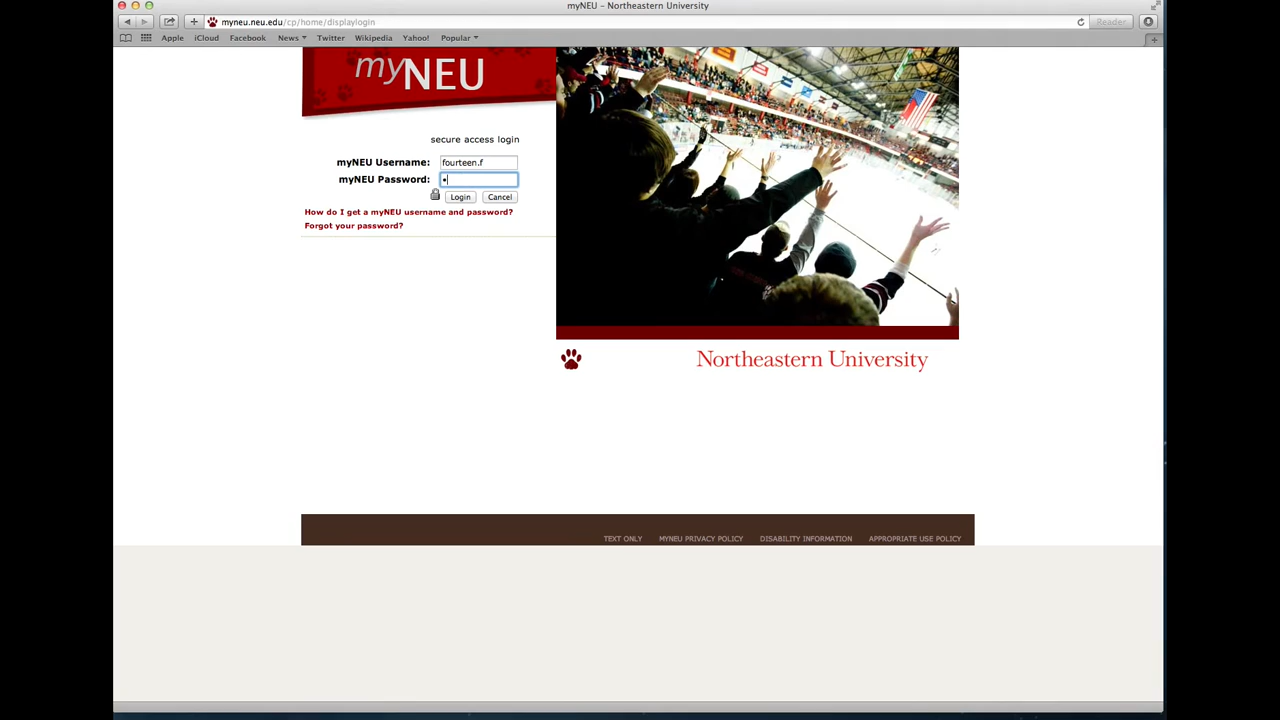 myNEU – Northeastern University
myneu.neu.edu/cp/home/displaylogin
Reader
Apple iCloud Facebook News Twitter Wikipedia Yahoo! Popular
myNEU
secure access login
myNEU Username: fourteen.f
myNEU Password: •
Login Cancel
How do I get a myNEU username and password?
Forgot your password?
Northeastern University
TEXT ONLY MYNEU PRIVACY POLICY DISABILITY INFORMATION APPROPRIATE USE POLICY